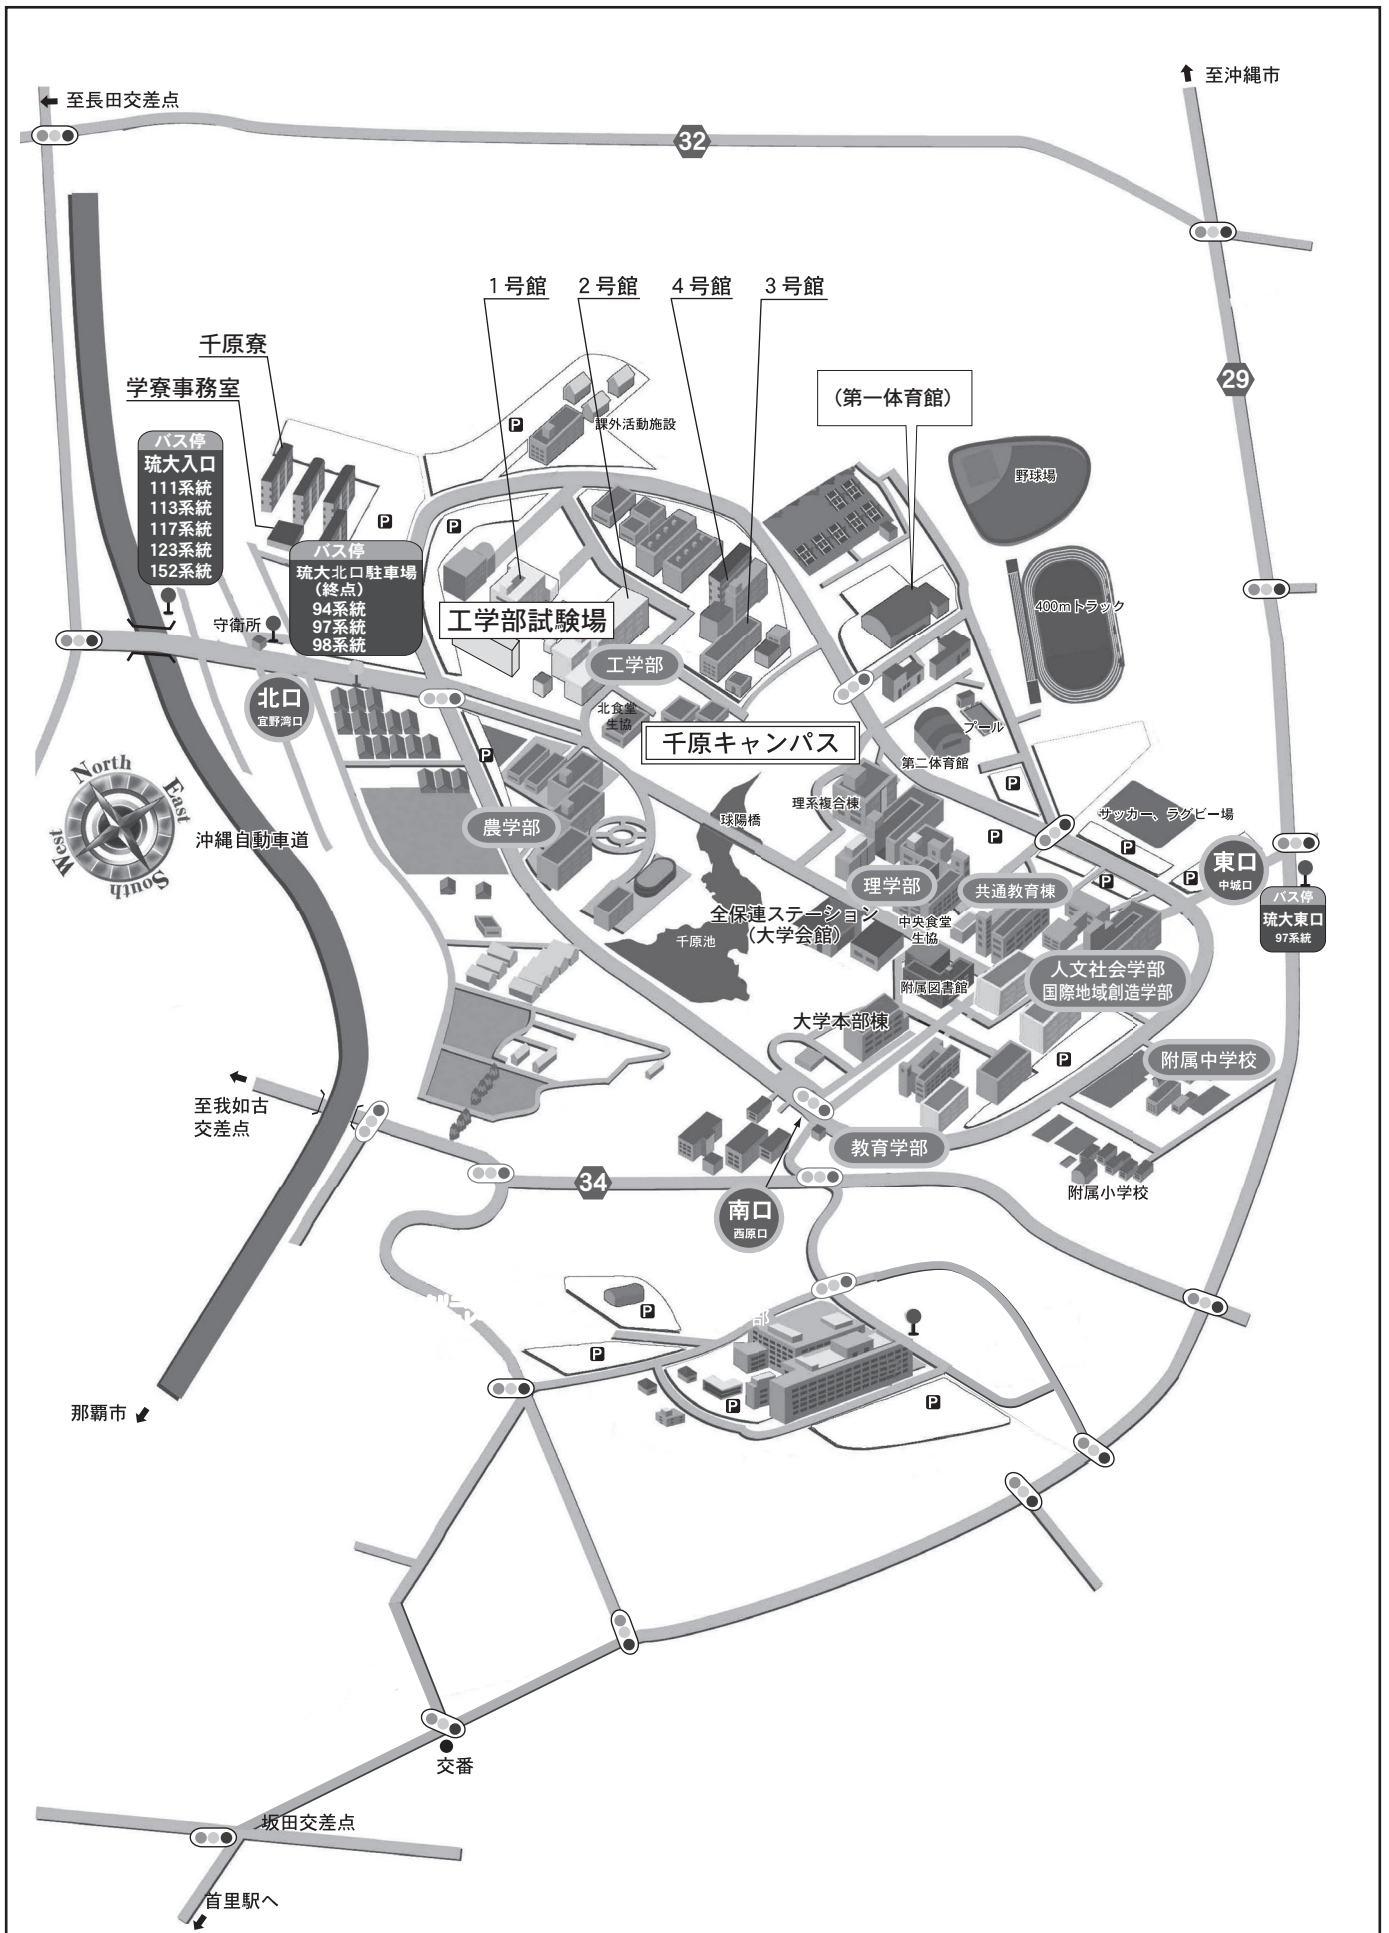 至沖縄市
至長田交差点
32
29
1号館
2号館
4号館
3号館
千原寮
学寮事務室
(第一体育館)
課外活動施設
P
バス停
琉大入口
111系統
113系統
117系統
123系統
152系統
野球場
P
P
バス停
琉大北口駐車場
(終点)
94系統
97系統
98系統
400mトラック
工学部試験場
守衛所
工学部
北口
宜野湾口
北食堂
生協
千原キャンパス
プール
第二体育館
P
P
North
East
South
West
理系複合棟
球陽橋
サッカー、ラグビー場
農学部
沖縄自動車道
P
P
東口
中城口
理学部
共通教育棟
P
P
バス停
琉大東口
97系統
全保連ステーション
(大学会館)
中央食堂
生協
千原池
人文社会学部
国際地域創造学部
附属図書館
大学本部棟
P
附属中学校
至我如古
交差点
教育学部
34
附属小学校
南口
西原口
P
部
P
P
P
那覇市
交番
坂田交差点
首里駅へ